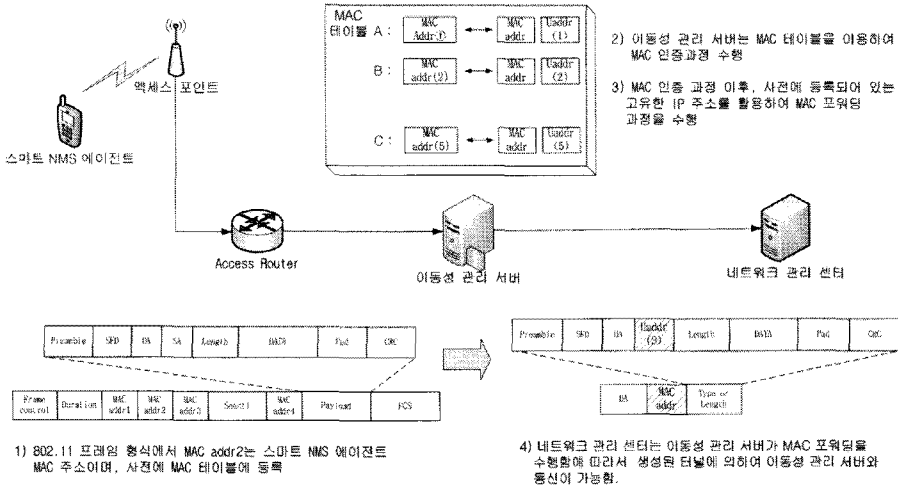 MAC
테이블 A :
MAC
Addr①
MAC
addr
Uaddr
(1)
B :
MAC
addr(2)
MAC
addr
Uaddr
(2)
C :
MAC
addr(5)
MAC
addr
Uaddr
(5)
2) 이동성 관리 서버는 MAC 테이블을 이용하여
MAC 인증과정 수행
3) MAC 인증 과정 이후, 사전에 등록되어 있는
고유한 IP 주소를 활용하여 MAC 포워딩
과정을 수행
액세스 포인트
스마트 NMS 에이전트
Access Router
이동성 관리 서버
네트워크 관리 센터
Preamble SFD DA SA Length DATA Pad CRC
Frame
control
Duration
MAC
addr1
MAC
addr2
MAC
addr3
MAC
addr4
Payload
FCS
Preamble SFD DA
Uaddr
Length DATA Pad CRC
DA
MAC
addr
Type or
Length
1) 802.11 프레임 형식에서 MAC addr2는 스마트 NMS 에이전트
MAC 주소이며, 사전에 MAC 테이블에 등록
4) 네트워크 관리 센터는 이동성 관리 서버가 MAC 포워딩을
수행함에 따라서 생성된 터널에 의하여 이동성 관리 서버와
통신이 가능함.